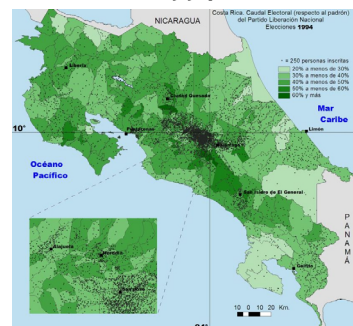 Costa Rica. Caudal Electoral (respecto al padrón)
del Partido Liberación Nacional
Elecciones 1994
NICARAGUA
• = 250 personas inscritas
20% a menos de 30%
30% a menos de 40%
40% a menos de 50%
50% a menos de 60%
60% y más
Liberia
Ciudad Quesada
Mar
Caribe
10°
Puntarenas
Limón
Océano
Pacífico
San Isidro de El General
PANAMÁ
Alajuela
Heredia
10 0 10 20 Km.
84°